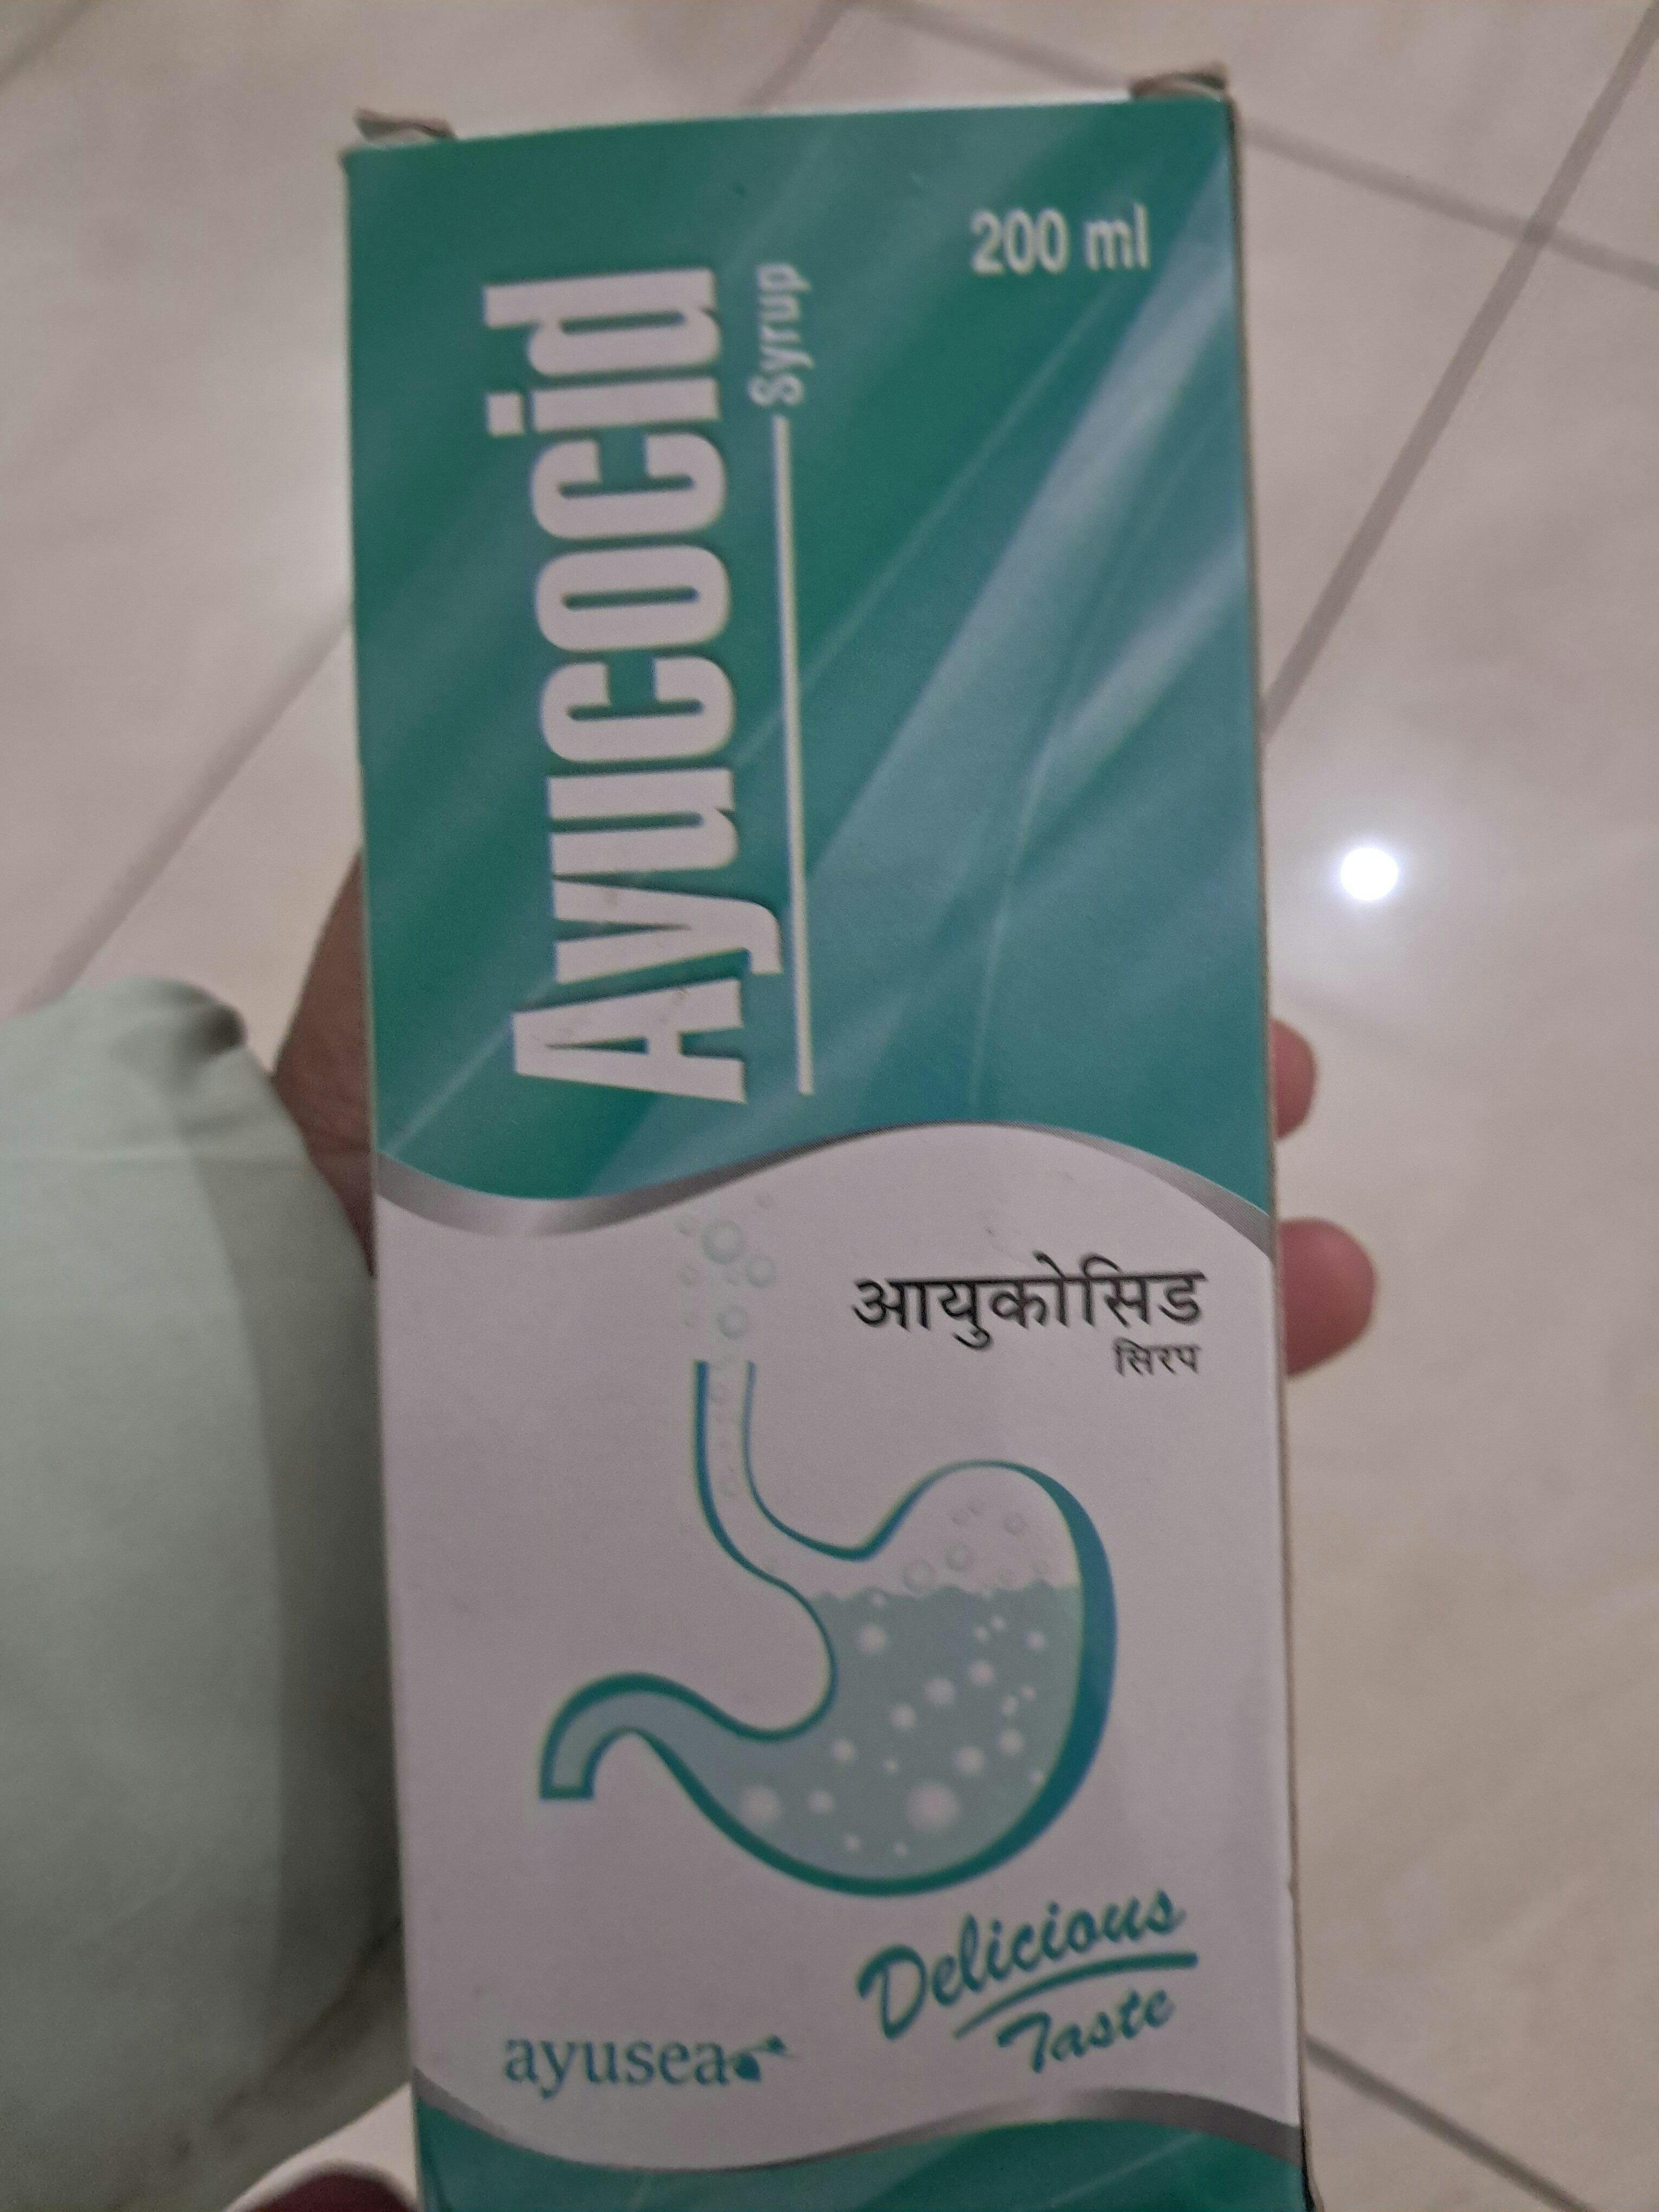 200 ml
Ayucocid
Syrup
आयुकोसिड
सिरप
Delicious
Taste
ayusea